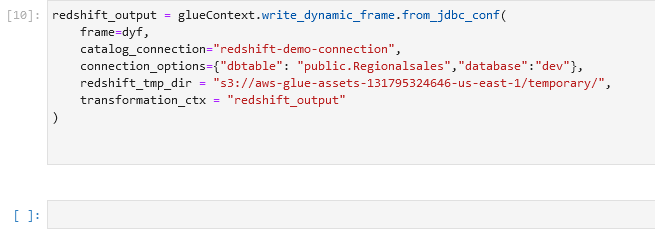 [10]: redshift_output = glueContext.write_dynamic_frame.from_jdbc_conf(
frame=dyf,
catalog_connection="redshift-demo-connection",
connection_options={"dbtable": "public.Regionalsales","database":"dev"},
redshift_tmp_dir = "s3://aws-glue-assets-131795324646-us-east-1/temporary/",
transformation_ctx = "redshift_output"
)
[ ]: